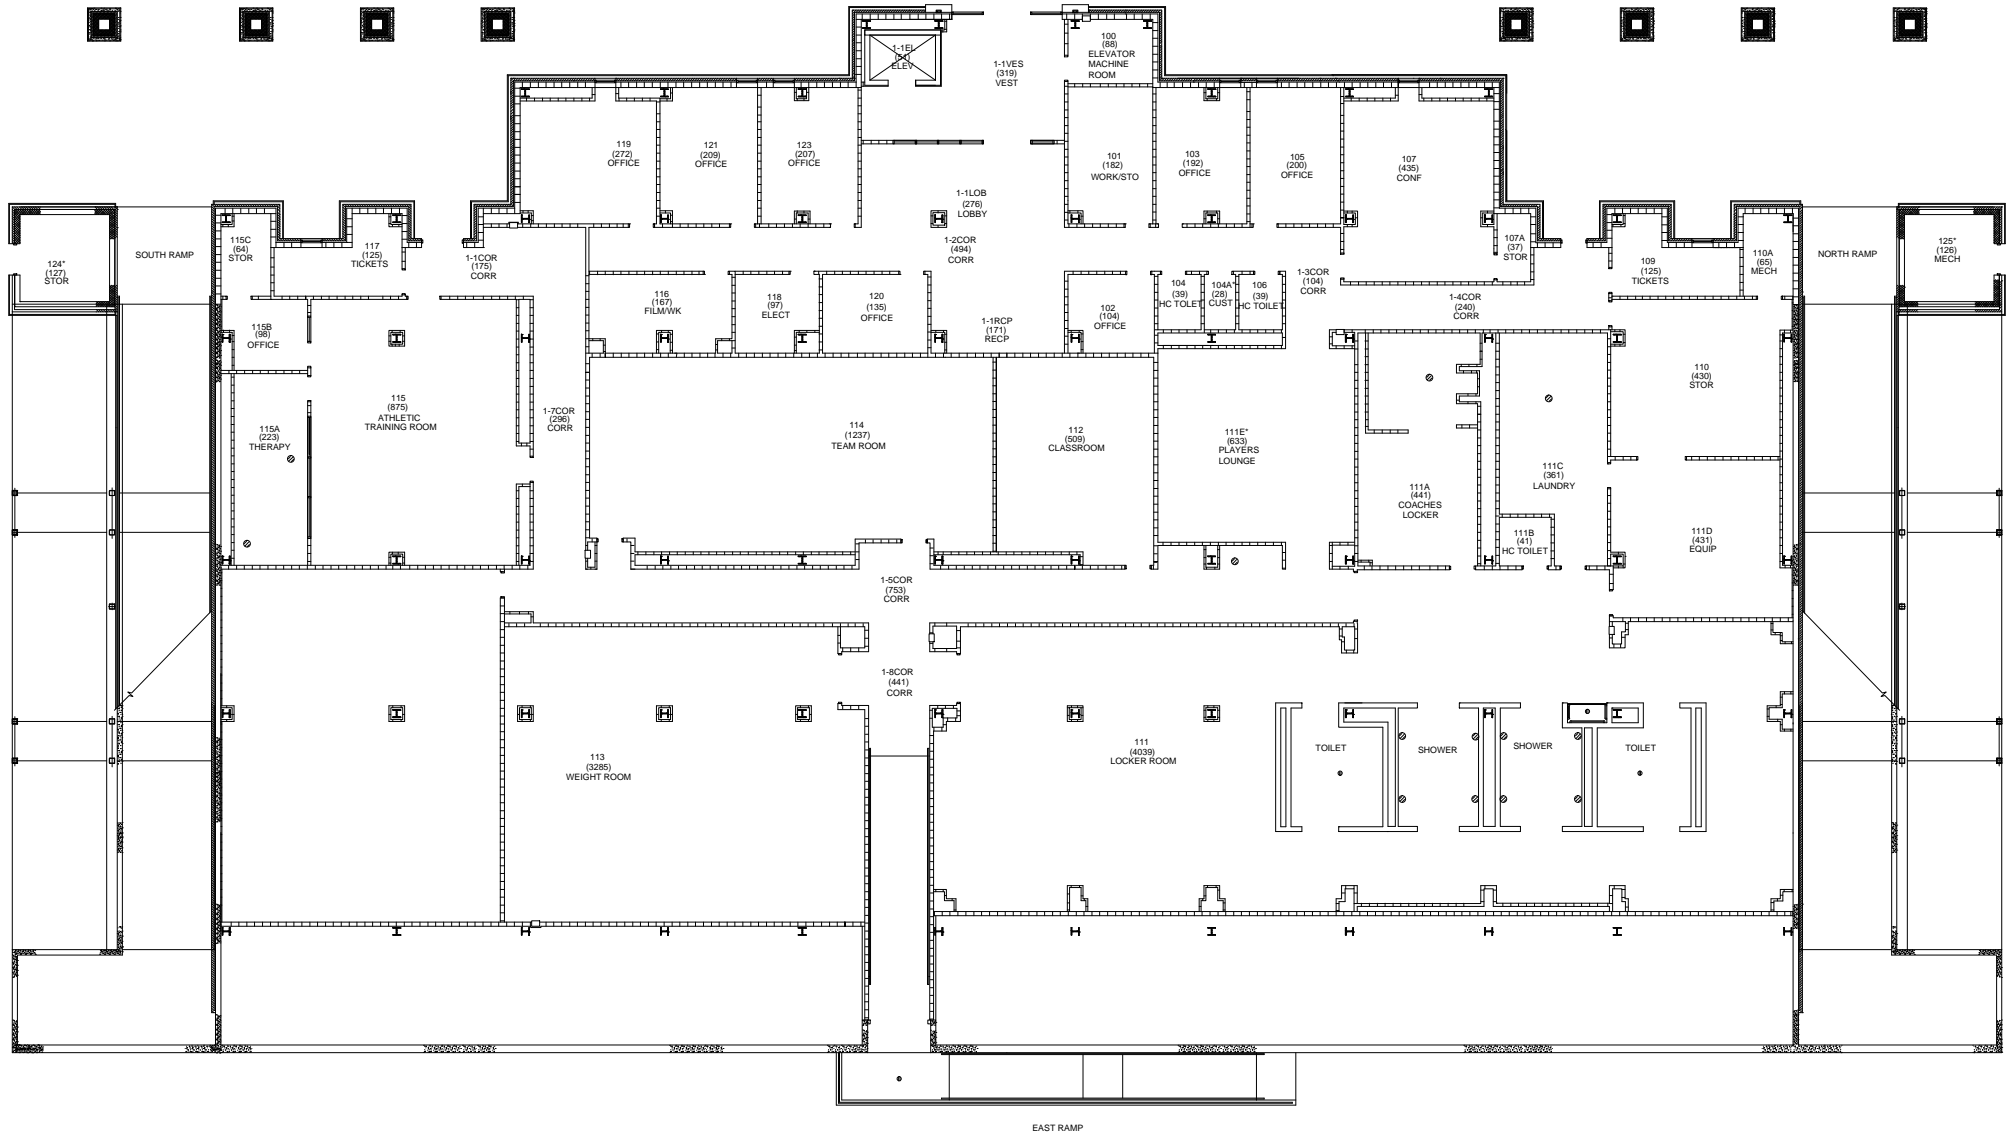 1-1EL
(51)
ELEV
1-1VES
(319)
VEST
100
(88)
ELEVATOR
MACHINE
ROOM
119
(272)
OFFICE
121
(209)
OFFICE
123
(207)
OFFICE
101
(182)
WORK/STO
103
(192)
OFFICE
105
(200)
OFFICE
107
(435)
CONF
1-1LOB
(276)
LOBBY
124*
(127)
STOR
SOUTH RAMP
115C
(64)
STOR
117
(125)
TICKETS
1-1COR
(175)
CORR
1-2COR
(494)
CORR
107A
(37)
STOR
109
(125)
TICKETS
110A
(65)
MECH
NORTH RAMP
125*
(126)
MECH
116
(167)
FILM/WK
118
(97)
ELECT
120
(135)
OFFICE
1-1RCP
(171)
RECP
102
(104)
OFFICE
104
(39)
HC TOLET
104A*
(28)
CUST
106
(39)
HC TOILET
1-3COR
(104)
CORR
1-4COR
(240)
CORR
115B
(98)
OFFICE
115
(875)
ATHLETIC
TRAINING ROOM
115A
(223)
THERAPY
1-7COR
(296)
CORR
114
(1237)
TEAM ROOM
112
(509)
CLASSROOM
111E*
(633)
PLAYERS
LOUNGE
111A
(441)
COACHES
LOCKER
111C
(361)
LAUNDRY
110
(430)
STOR
111B
(41)
HC TOILET
111D
(431)
EQUIP
1-5COR
(753)
CORR
1-8COR
(441)
CORR
113
(3285)
WEIGHT ROOM
111
(4039)
LOCKER ROOM
TOILET
SHOWER
SHOWER
TOILET
EAST RAMP